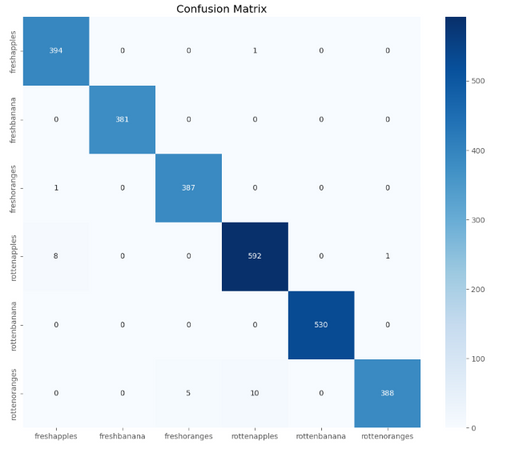 Confusion Matrix
freshapples 394 0 0 1 0 0
freshbanana 0 381 0 0 0 0
freshoranges 1 0 387 0 0 0
rottenapples 8 0 0 592 0 1
rottenbanana 0 0 0 0 530 0
rottenoranges 0 0 5 10 0 388
freshapples freshbanana freshoranges rottenapples rottenbanana rottenoranges
500
400
300
200
100
0